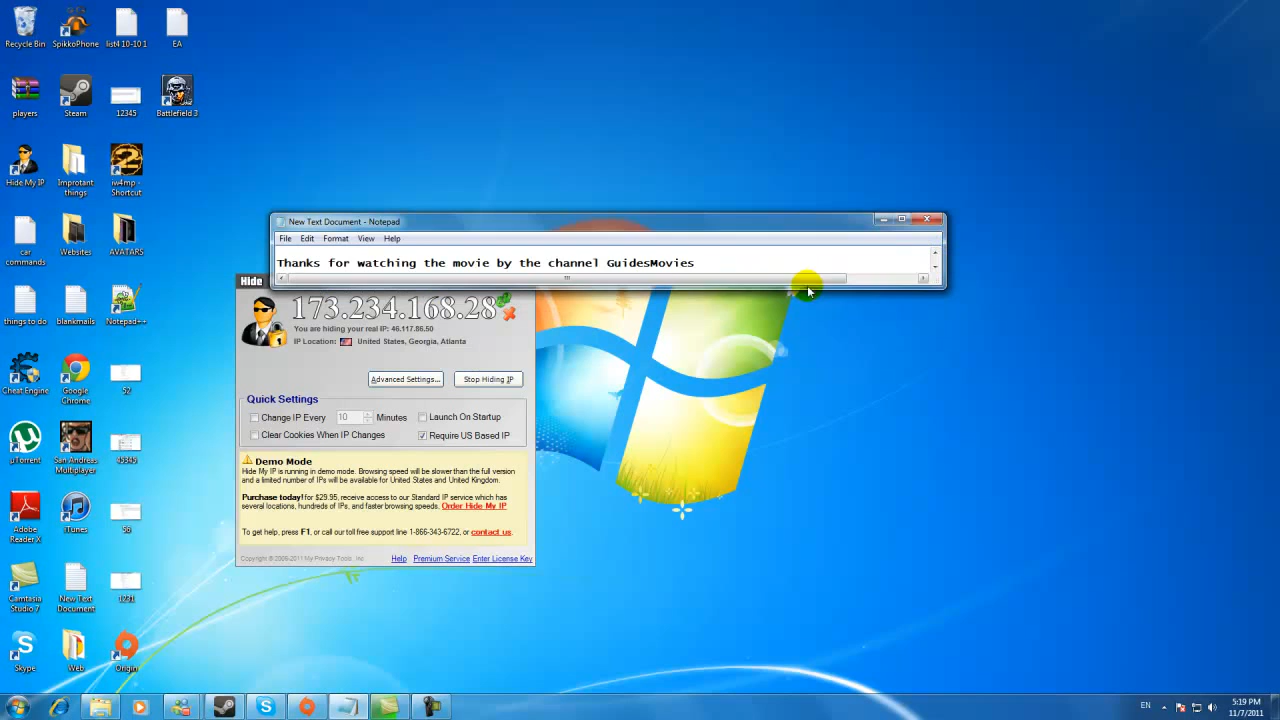 Recycle Bin
SpikkoPhone
list4.10-10.1
EA
players
Steam
12345
Battlefield 3
Hide My IP
Improtant things
iw4mp - Shortcut
car commands
Websites
AVATARS
things to do
blankmails
Notepad++
Cheat Engine
Google Chrome
52
µTorrent
San Andreas Multiplayer
45345
Adobe Reader X
iTunes
56
Camtasia Studio 7
New Text Document
1231
Skype
Web
Origin
New Text Document - Notepad
File Edit Format View Help
Thanks for watching the movie by the channel GuidesMovies
Hide
173.234.168.28
You are hiding your real IP: 46.117.86.50
IP Location: United States, Georgia, Atlanta
Advanced Settings... Stop Hiding IP
Quick Settings
Change IP Every 10 Minutes Launch On Startup
Clear Cookies When IP Changes Require US Based IP
Demo Mode
Hide My IP is running in demo mode. Browsing speed will be slower than the full version
and a limited number of IPs will be available for United States and United Kingdom.
Purchase today! for $29.95, receive access to our Standard IP service which has
several locations, hundreds of IPs, and faster browsing speeds. Order Hide My IP
To get help, press F1, or call our toll free support line 1-866-343-6722, or contact us.
Copyright © 2006-2011 My Privacy Tools, Inc
Help Premium Service Enter License Key
EN
5:19 PM
11/7/2011